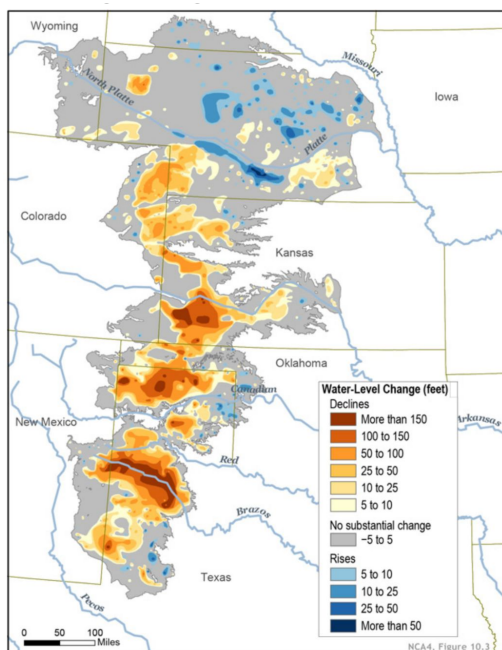 Wyoming
Missouri
North Platte
Iowa
Platte
Colorado
Kansas
Oklahoma
Canadian
New Mexico
Arkansas
Red
Brazos
Texas
Pecos
Water-Level Change (feet)
Declines
More than 150
100 to 150
50 to 100
25 to 50
10 to 25
5 to 10
No substantial change
−5 to 5
Rises
5 to 10
10 to 25
25 to 50
More than 50
0 50 100
Miles
NCA4, Figure 10.3